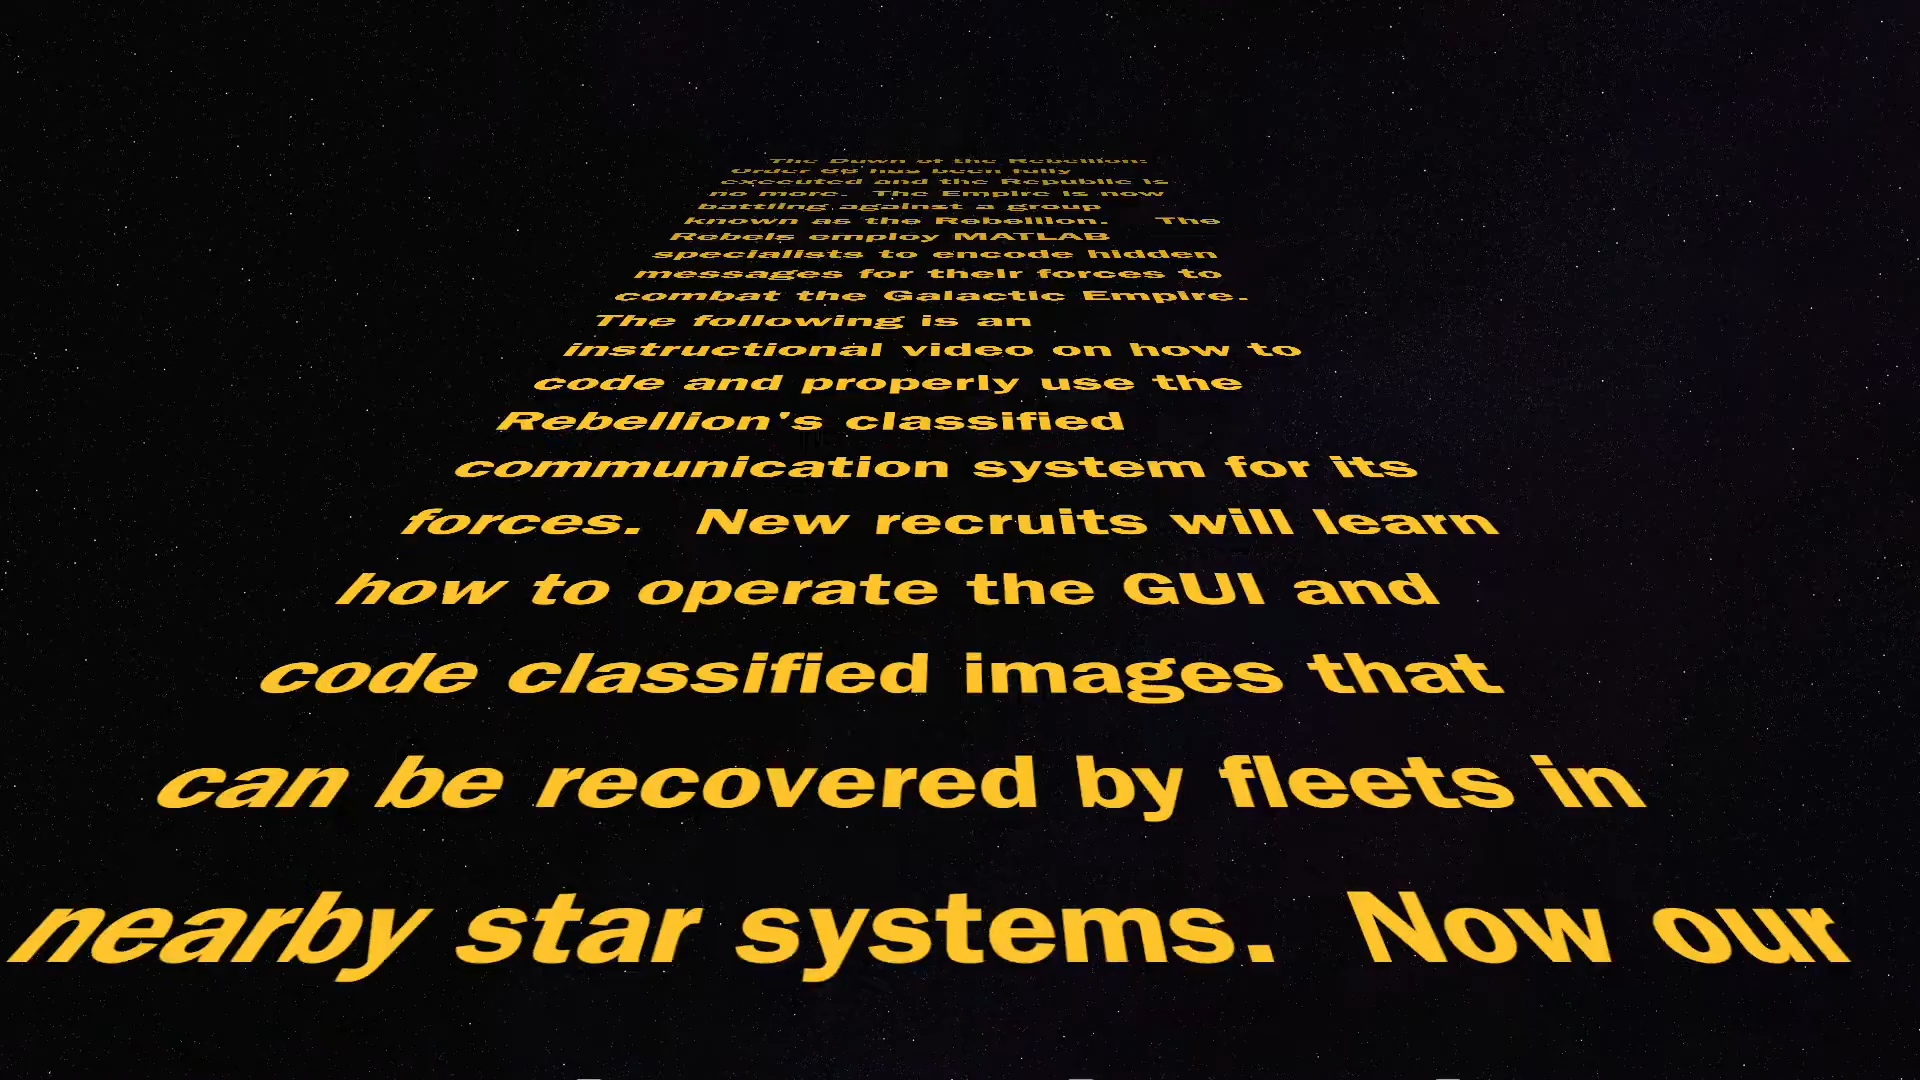 The Dawn of the Rebellion:
Order 66 has been fully
executed and the Republic is
no more. The Empire is now
battling against a group
known as the Rebellion. The
Rebels employ MATLAB
specialists to encode hidden
messages for their forces to
combat the Galactic Empire.
The following is an
instructional video on how to
code and properly use the
Rebellion's classified
communication system for its
forces. New recruits will learn
how to operate the GUI and
code classified images that
can be recovered by fleets in
nearby star systems. Now our